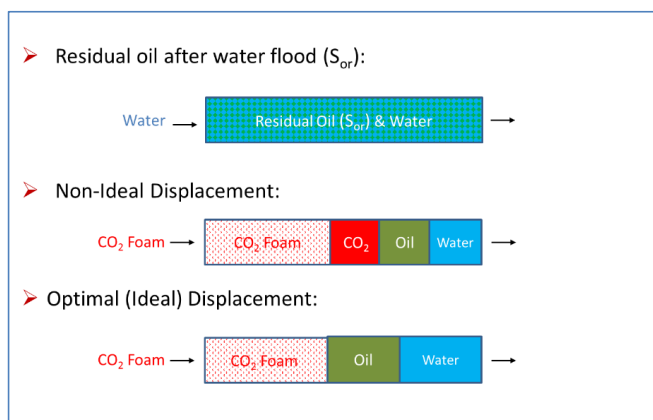 Residual oil after water flood (Sor):
Water
Residual Oil (Sor) & Water
Non-Ideal Displacement:
CO2 Foam
CO2 Foam
CO2
Oil
Water
Optimal (Ideal) Displacement:
CO2 Foam
CO2 Foam
Oil
Water